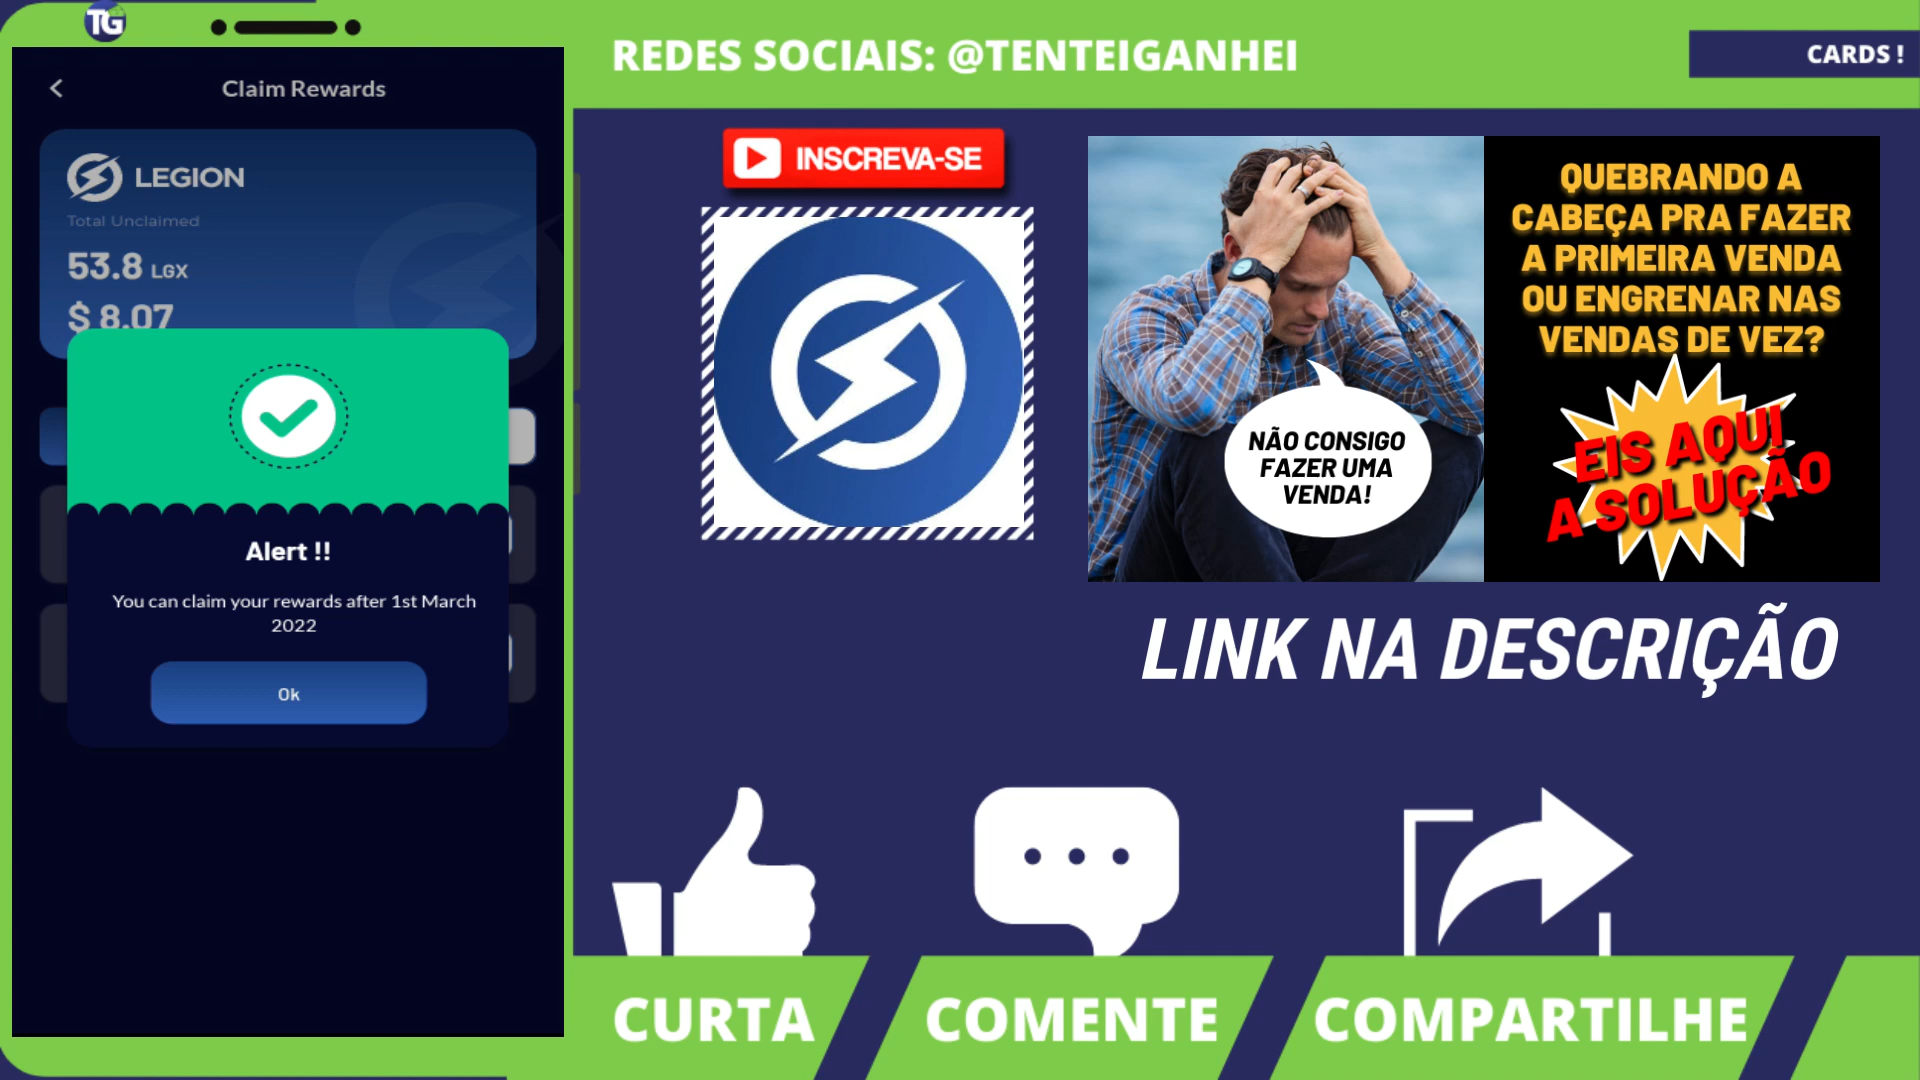 TG
Claim Rewards
LEGION
Total Unclaimed
53.8 LGX
$ 8.07
Alert !!
You can claim your rewards after 1st March
2022
Ok
REDES SOCIAIS: @TENTEIGANHEI
CARDS !
INSCREVA-SE
NÃO CONSIGO
FAZER UMA
VENDA!
QUEBRANDO A
CABEÇA PRA FAZER
A PRIMEIRA VENDA
OU ENGRENAR NAS
VENDAS DE VEZ?
EIS AQUI
A SOLUÇÃO
LINK NA DESCRIÇÃO
CURTA
COMENTE
COMPARTILHE